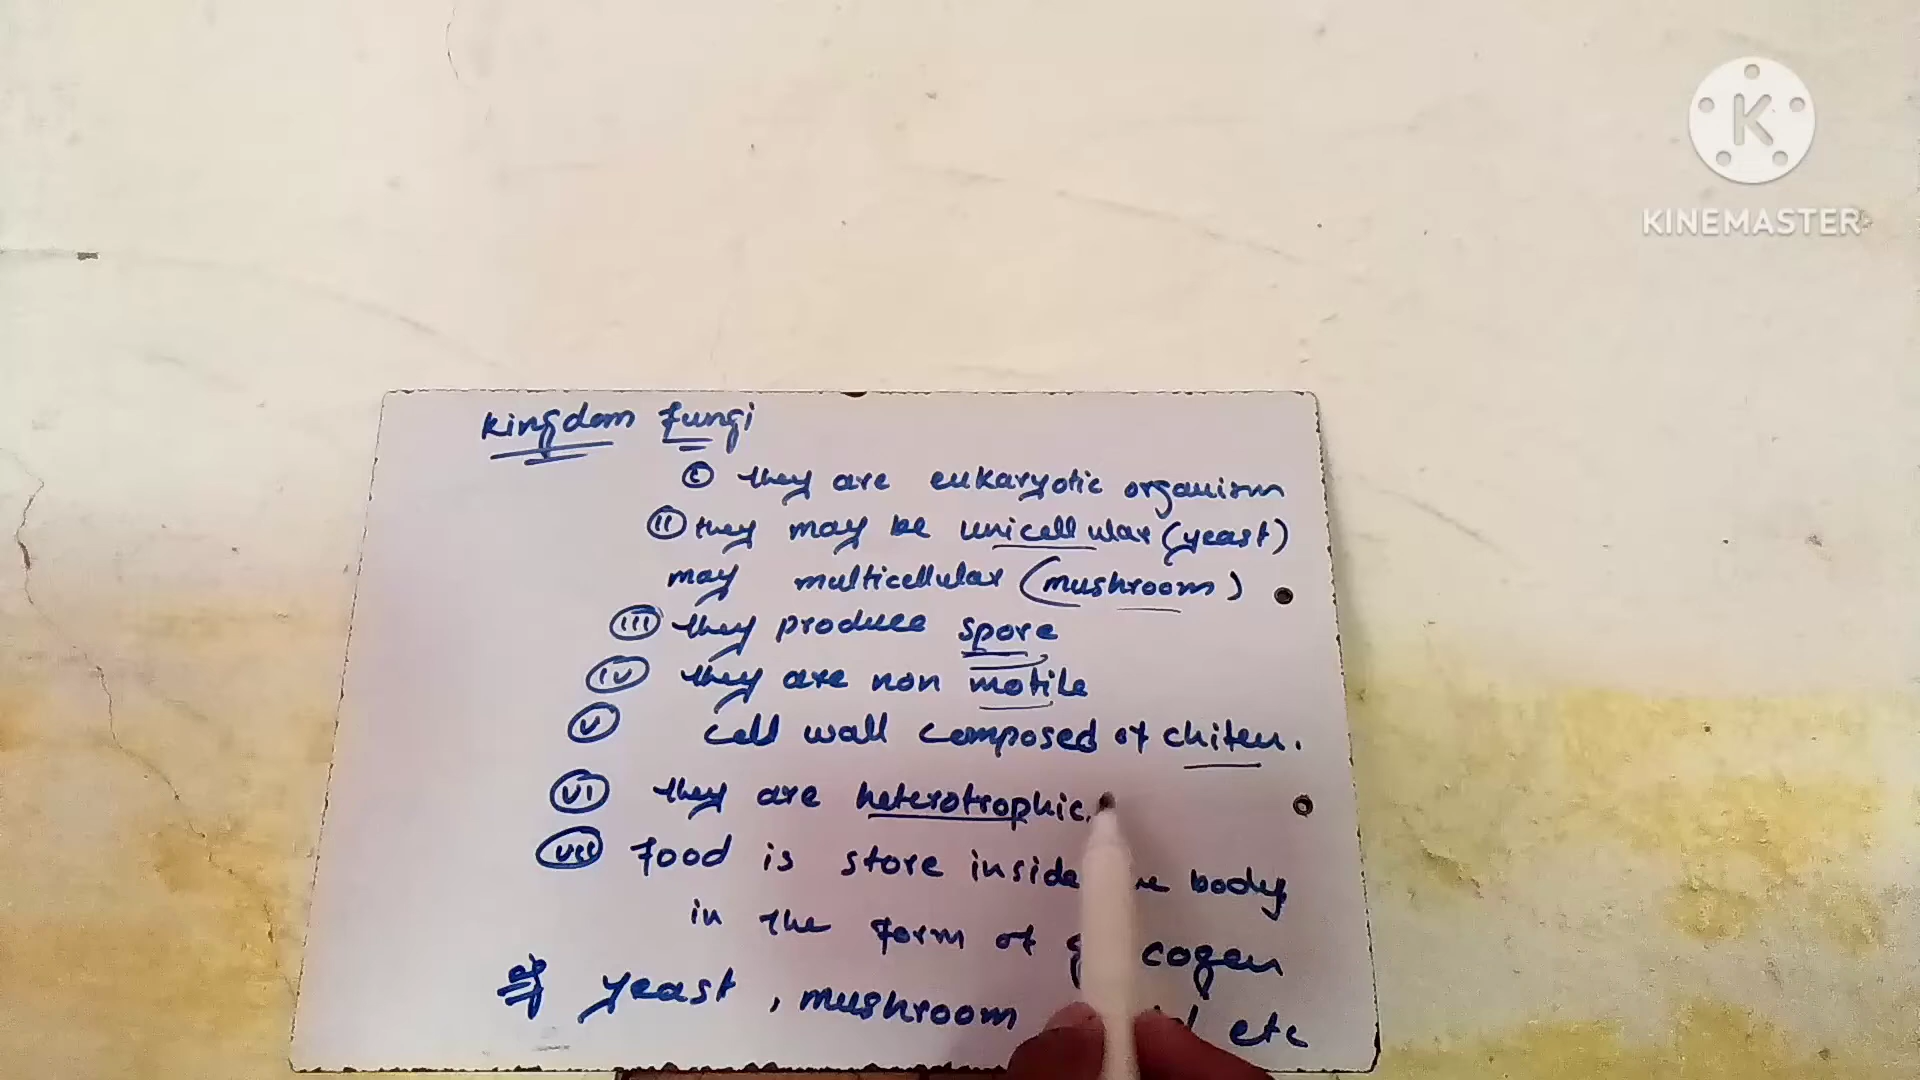 Kingdom fungi
(i) they are eukaryotic organism
(ii) they may be unicellular (yeast)
may multicellular (mushroom)
(iii) they produce spore
(iv) they are non motile
(v) cell wall composed of chiten.
(vi) they are heterotrophic.
(vii) food is store inside body
in the form of
eg yeast, mushroom etc
K
KINEMASTER